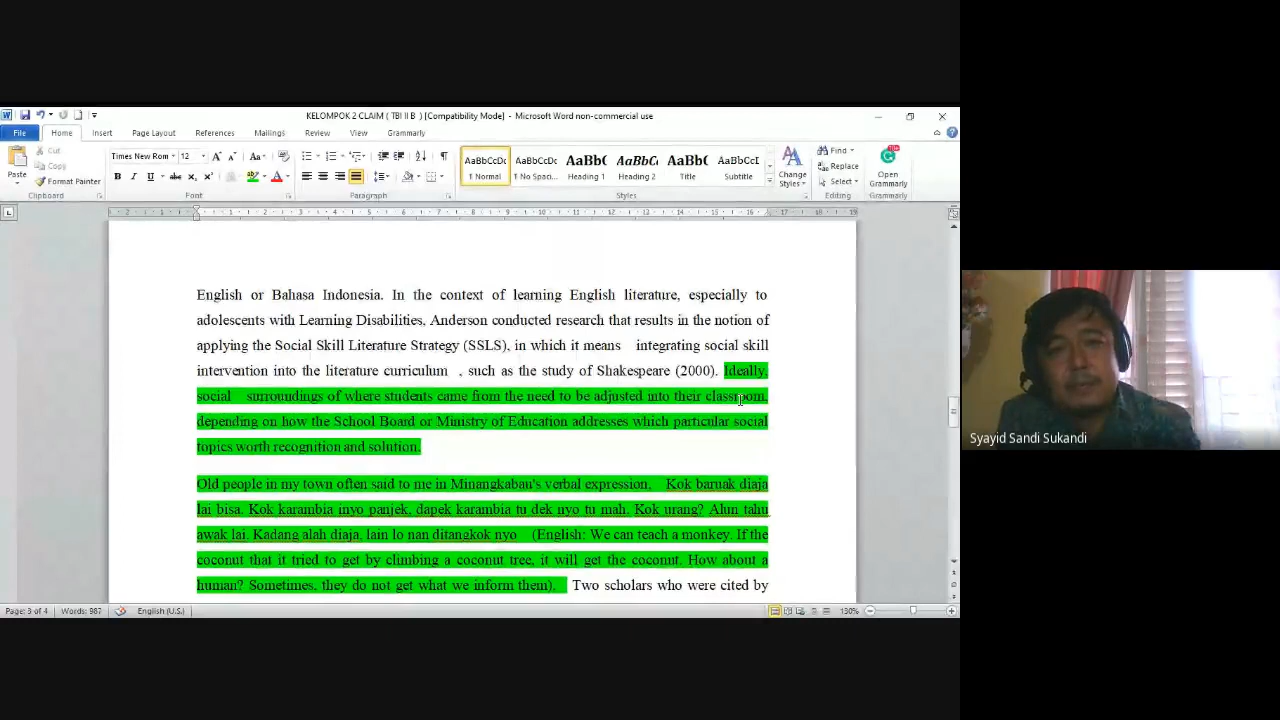 KELOMPOK 2 CLAIM ( TBI II B ) [Compatibility Mode] - Microsoft Word non-commercial use
File Home Insert Page Layout References Mailings Review View Grammarly
Cut
Copy
Format Painter
Paste
Clipboard
Times New Rom 12
Font
Paragraph
AaBbCcDc AaBbCcDc AaBbC AaBbCc AaBbC AaBbCcI
1 Normal 1 No Spaci... Heading 1 Heading 2 Title Subtitle
Styles
Change
Styles
Find
Replace
Select
Editing
Open
Grammarly
Grammarly
English or Bahasa Indonesia. In the context of learning English literature, especially to
adolescents with Learning Disabilities, Anderson conducted research that results in the notion of
applying the Social Skill Literature Strategy (SSLS), in which it means integrating social skill
intervention into the literature curriculum , such as the study of Shakespeare (2000). Ideally,
social surroundings of where students came from the need to be adjusted into their classroom,
depending on how the School Board or Ministry of Education addresses which particular social
topics worth recognition and solution.
Old people in my town often said to me in Minangkabau's verbal expression, Kok baruak diaja
lai bisa. Kok karambia inyo panjek, dapek karambia tu dek nyo tu mah. Kok urang? Alun tahu
awak lai. Kadang alah diaja, lain lo nan ditangkok nyo (English: We can teach a monkey. If the
coconut that it tried to get by climbing a coconut tree, it will get the coconut. How about a
human? Sometimes, they do not get what we inform them). Two scholars who were cited by
Page: 3 of 4 Words: 987 English (U.S.) 130%
Syayid Sandi Sukandi